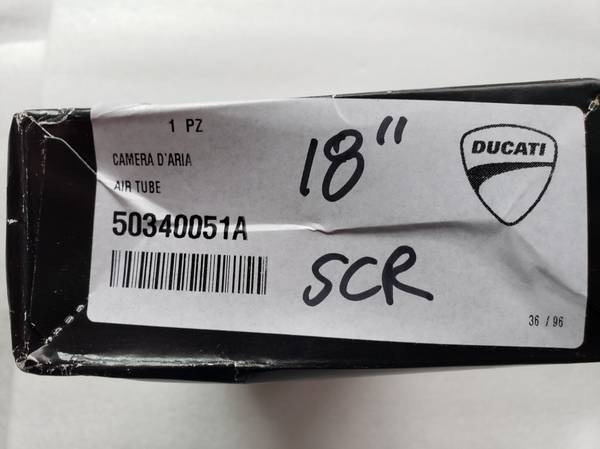 1 PZ
18"
DUCATI
CAMERA D'ARIA
AIR TUBE
50340051A
SCR
36 / 96